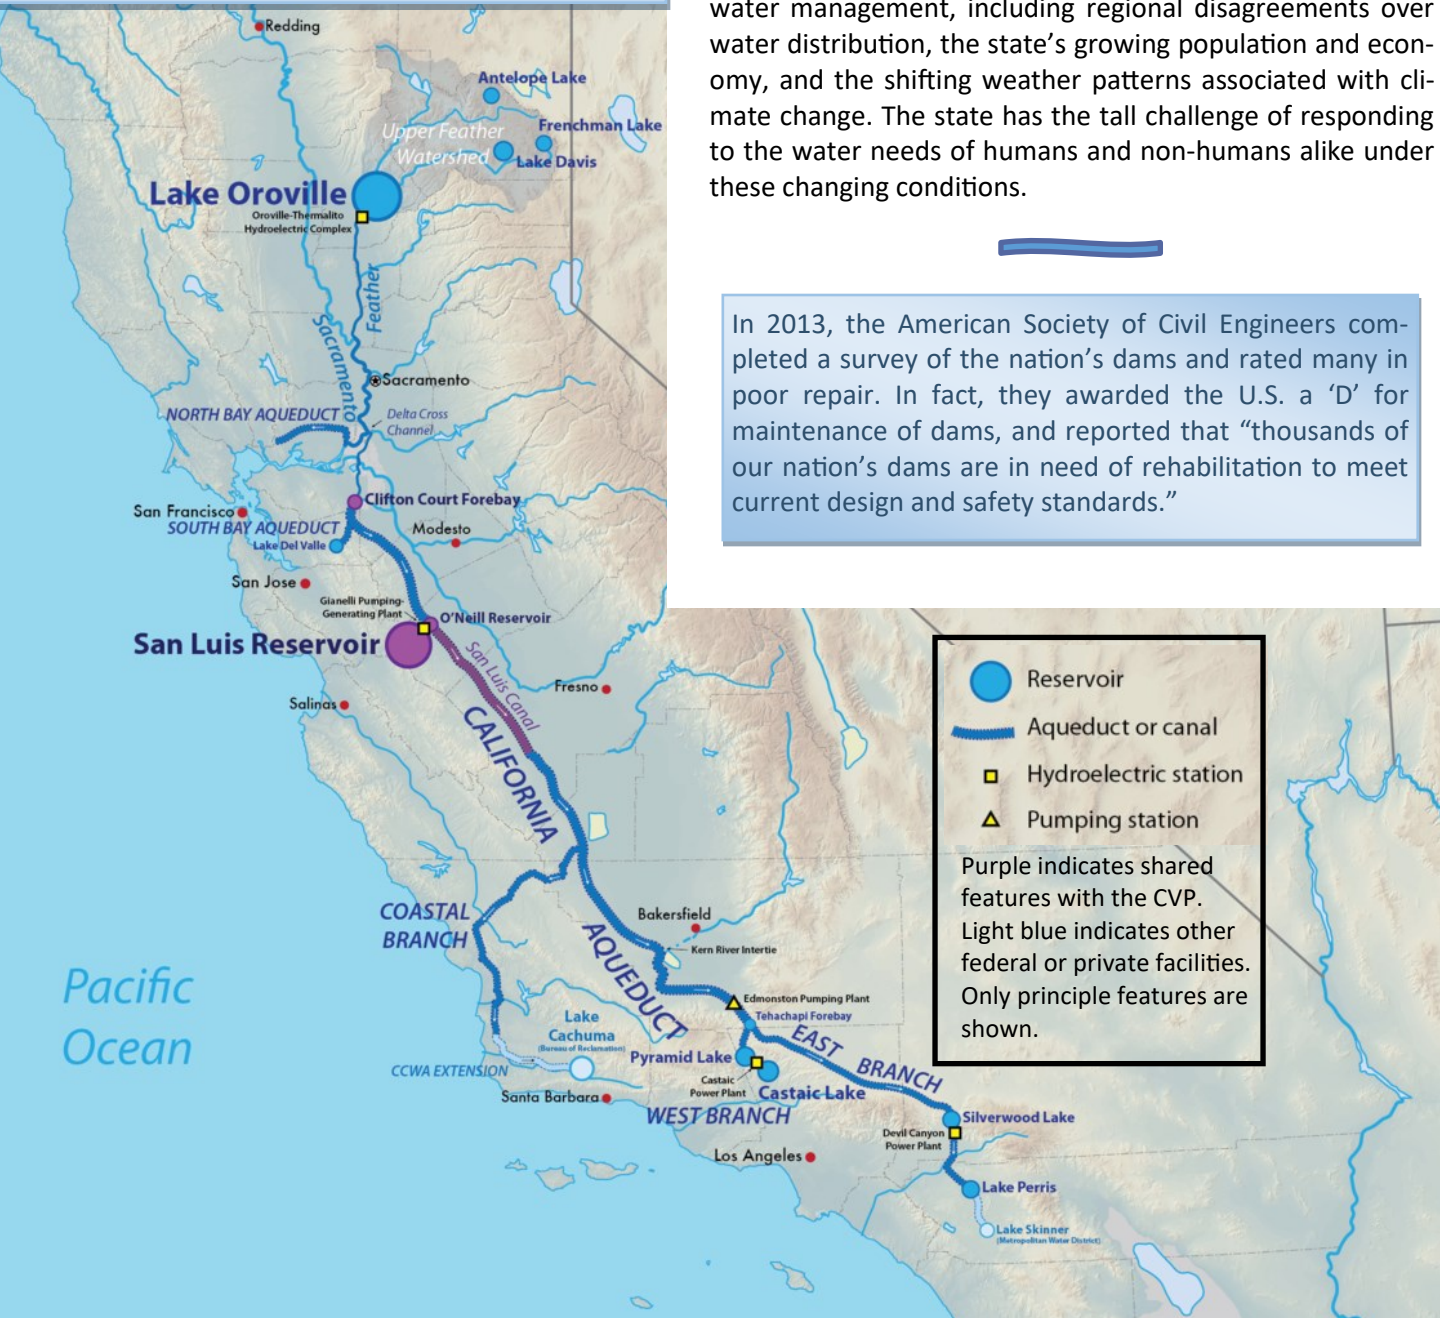 water management, including regional disagreements over
water distribution, the state's growing population and econ-
omy, and the shifting weather patterns associated with cli-
mate change. The state has the tall challenge of responding
to the water needs of humans and non-humans alike under
these changing conditions.
In 2013, the American Society of Civil Engineers com-
pleted a survey of the nation's dams and rated many in
poor repair. In fact, they awarded the U.S. a 'D' for
maintenance of dams, and reported that “thousands of
our nation's dams are in need of rehabilitation to meet
current design and safety standards.”
Redding
Antelope Lake
Frenchman Lake
Upper Feather
Watershed
Lake Davis
Lake Oroville
Oroville-Thermalito
Hydroelectric Complex
Feather
Sacramento
Sacramento
NORTH BAY AQUEDUCT
Delta Cross
Channel
Clifton Court Forebay
San Francisco
SOUTH BAY AQUEDUCT
Lake Del Valle
Modesto
San Jose
Gianelli Pumping-
Generating Plant
O'Neill Reservoir
San Luis Reservoir
San Luis Canal
Fresno
Salinas
CALIFORNIA
AQUEDUCT
COASTAL
BRANCH
Bakersfield
Kern River Intertie
Pacific
Ocean
Edmonston Pumping Plant
Tehachapi Forebay
Lake
Cachuma
(Bureau of Reclamation)
Pyramid Lake
EAST BRANCH
CCWA EXTENSION
Castaic
Power Plant
Castaic Lake
Santa Barbara
WEST BRANCH
Silverwood Lake
Devil Canyon
Power Plant
Los Angeles
Lake Perris
Lake Skinner
(Metropolitan Water District)
Reservoir
Aqueduct or canal
Hydroelectric station
Pumping station
Purple indicates shared
features with the CVP.
Light blue indicates other
federal or private facilities.
Only principle features are
shown.